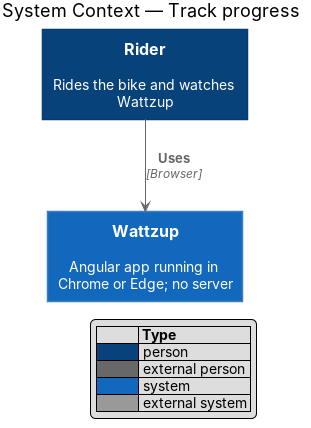 System Context — Track progress
Rider
Rides the bike and watches
Wattzup
Uses
[Browser]
Wattzup
Angular app running in
Chrome or Edge; no server
Type
person
external person
system
external system